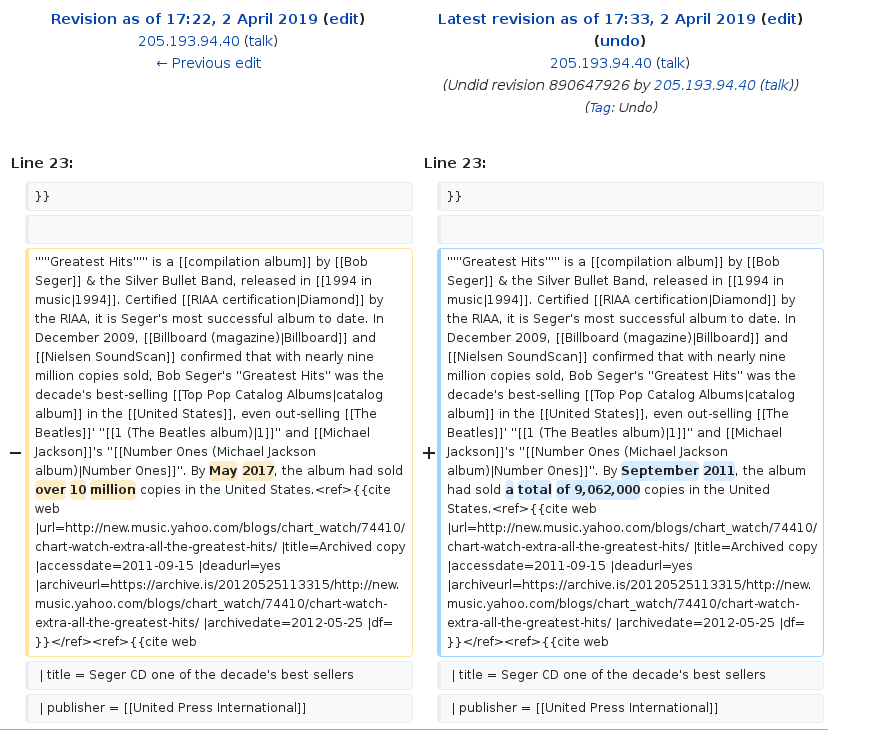 Revision as of 17:22, 2 April 2019 (edit)
205.193.94.40 (talk)
← Previous edit
Latest revision as of 17:33, 2 April 2019 (edit)
(undo)
205.193.94.40 (talk)
(Undid revision 890647926 by 205.193.94.40 (talk))
(Tag: Undo)
Line 23:
Line 23:
}}
}}
−
'''''Greatest Hits''''' is a [[compilation album]] by [[Bob
Seger]] & the Silver Bullet Band, released in [[1994 in
music|1994]]. Certified [[RIAA certification|Diamond]] by
the RIAA, it is Seger's most successful album to date. In
December 2009, [[Billboard (magazine)|Billboard]] and
[[Nielsen SoundScan]] confirmed that with nearly nine
million copies sold, Bob Seger's ''Greatest Hits'' was the
decade's best-selling [[Top Pop Catalog Albums|catalog
album]] in the [[United States]], even out-selling [[The
Beatles]]' ''[[1 (The Beatles album)|1]]'' and [[Michael
Jackson]]'s ''[[Number Ones (Michael Jackson
album)|Number Ones]]''. By May 2017, the album had sold
over 10 million copies in the United States.<ref>{{cite
web
|url=http://new.music.yahoo.com/blogs/chart_watch/74410/
chart-watch-extra-all-the-greatest-hits/ |title=Archived copy
|accessdate=2011-09-15 |deadurl=yes
|archiveurl=https://archive.is/20120525113315/http://new.
music.yahoo.com/blogs/chart_watch/74410/chart-watch-
extra-all-the-greatest-hits/ |archivedate=2012-05-25 |df=
}}</ref><ref>{{cite web
+
'''''Greatest Hits''''' is a [[compilation album]] by [[Bob
Seger]] & the Silver Bullet Band, released in [[1994 in
music|1994]]. Certified [[RIAA certification|Diamond]] by
the RIAA, it is Seger's most successful album to date. In
December 2009, [[Billboard (magazine)|Billboard]] and
[[Nielsen SoundScan]] confirmed that with nearly nine
million copies sold, Bob Seger's ''Greatest Hits'' was the
decade's best-selling [[Top Pop Catalog Albums|catalog
album]] in the [[United States]], even out-selling [[The
Beatles]]' ''[[1 (The Beatles album)|1]]'' and [[Michael
Jackson]]'s ''[[Number Ones (Michael Jackson
album)|Number Ones]]''. By September 2011, the album
had sold a total of 9,062,000 copies in the United
States.<ref>{{cite web
|url=http://new.music.yahoo.com/blogs/chart_watch/74410/
chart-watch-extra-all-the-greatest-hits/ |title=Archived copy
|accessdate=2011-09-15 |deadurl=yes
|archiveurl=https://archive.is/20120525113315/http://new.
music.yahoo.com/blogs/chart_watch/74410/chart-watch-
extra-all-the-greatest-hits/ |archivedate=2012-05-25 |df=
}}</ref><ref>{{cite web
| title = Seger CD one of the decade's best sellers
| title = Seger CD one of the decade's best sellers
| publisher = [[United Press International]]
| publisher = [[United Press International]]